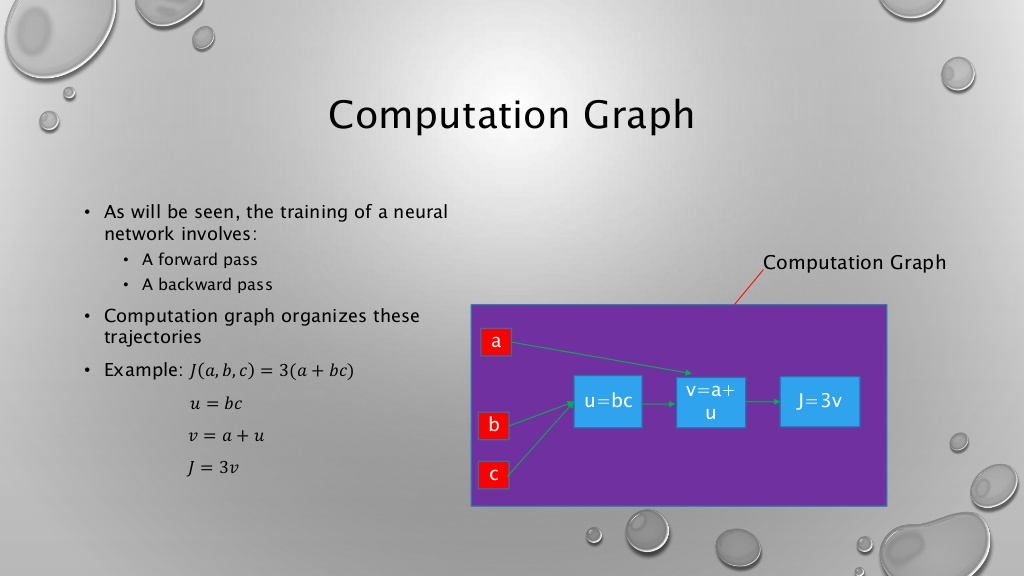 Computation Graph
• As will be seen, the training of a neural
network involves:
• A forward pass
• A backward pass
• Computation graph organizes these
trajectories
• Example: J(a, b, c) = 3(a + bc)
u = bc
v = a + u
J = 3v
Computation Graph
a
b
c
u=bc
v=a+
u
J=3v